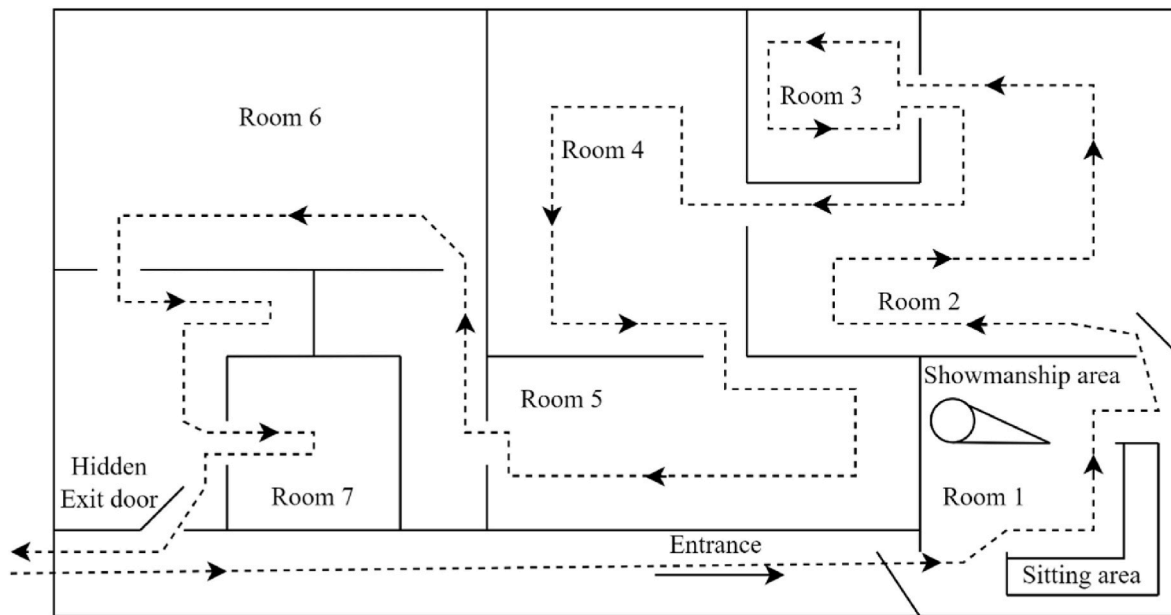 Room 3
Room 6
Room 4
Room 2
Showmanship area
Room 5
Hidden
Exit door
Room 7
Room 1
Entrance
Sitting area